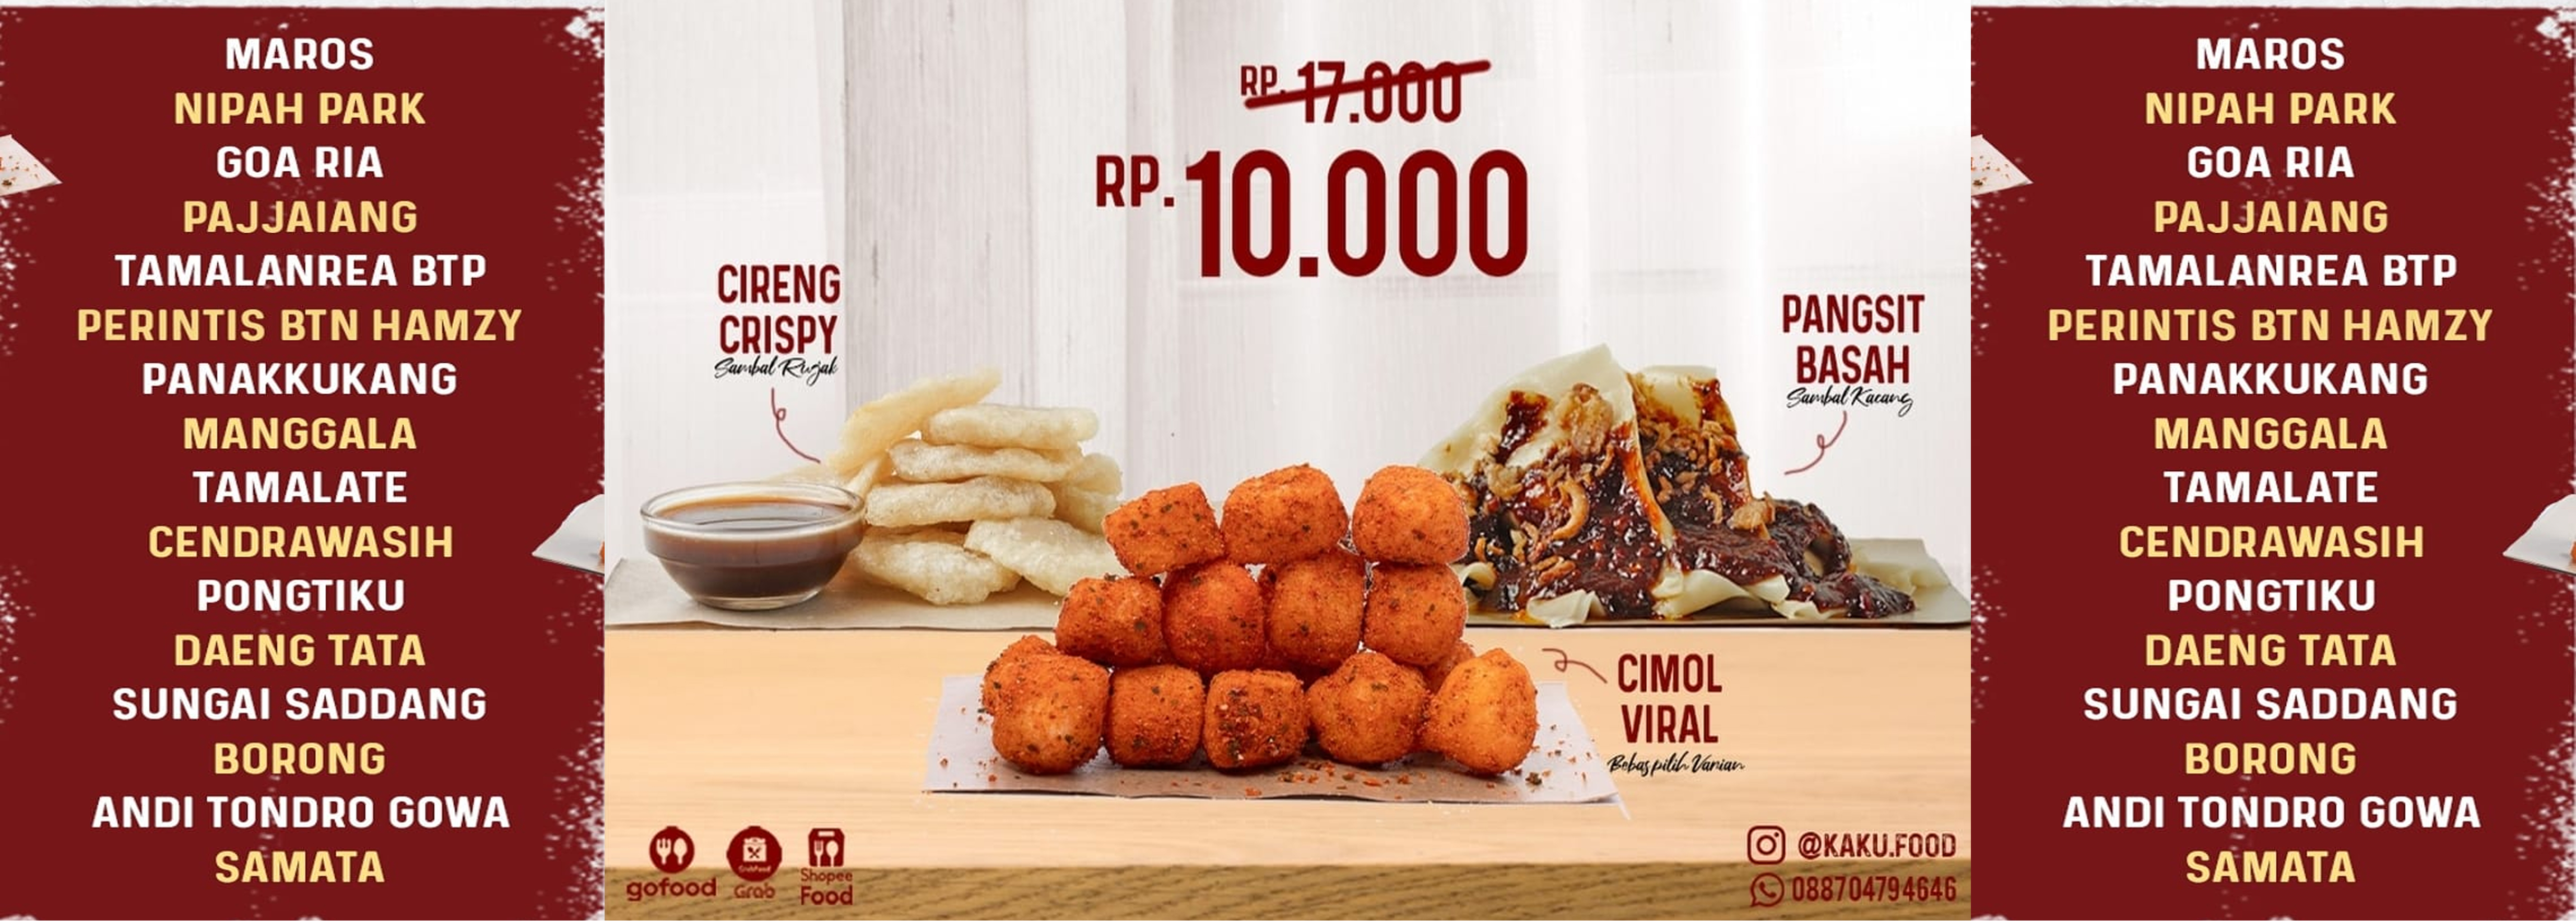 MAROS
NIPAH PARK
GOA RIA
PAJJAIANG
TAMALANREA BTP
PERINTIS BTN HAMZY
PANAKKUKANG
MANGGALA
TAMALATE
CENDRAWASIH
PONGTIKU
DAENG TATA
SUNGAI SADDANG
BORONG
ANDI TONDRO GOWA
SAMATA
RP. 17.000
RP. 10.000
CIRENG
CRISPY
Sambal Rujak
PANGSIT
BASAH
Sambal Kacang
CIMOL
VIRAL
Bebas pilih Varian
gofood
GrabFood
Grab
Shopee
Food
@KAKU.FOOD
088704794646
MAROS
NIPAH PARK
GOA RIA
PAJJAIANG
TAMALANREA BTP
PERINTIS BTN HAMZY
PANAKKUKANG
MANGGALA
TAMALATE
CENDRAWASIH
PONGTIKU
DAENG TATA
SUNGAI SADDANG
BORONG
ANDI TONDRO GOWA
SAMATA